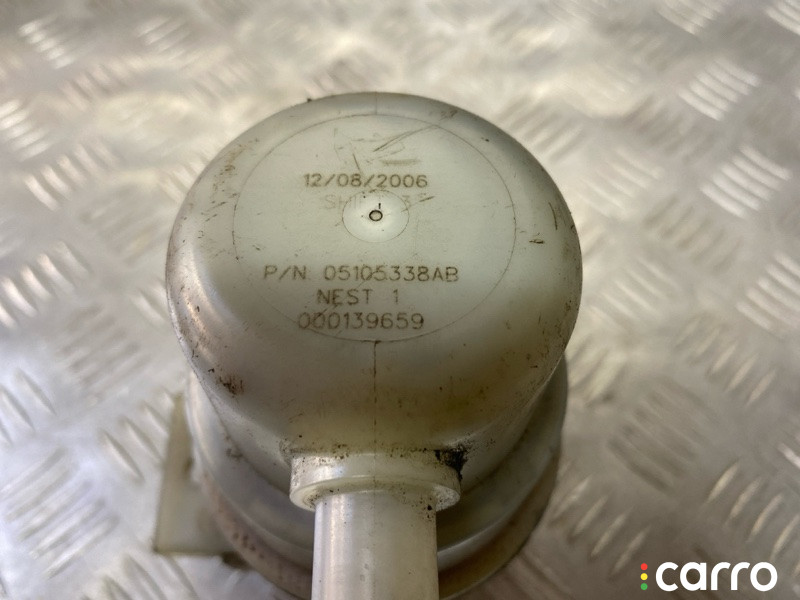 12/08/2006
P/N 05105338AB
NEST 1
000139659
carro